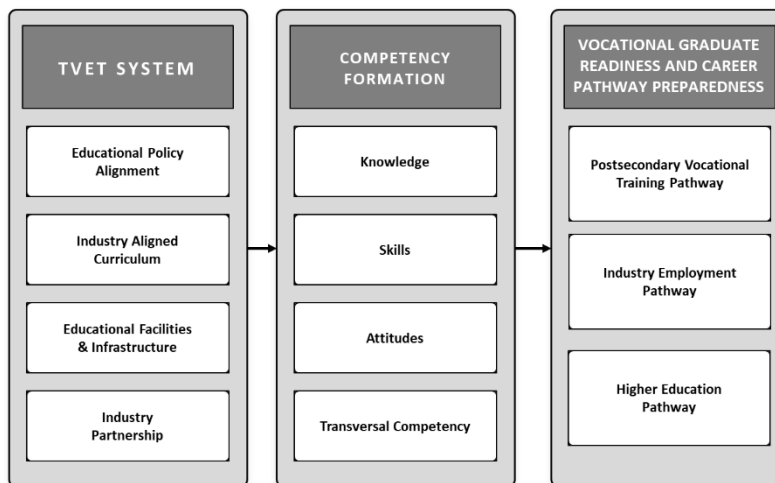 TVET SYSTEM
Educational Policy
Alignment
Industry Aligned
Curriculum
Educational Facilities
& Infrastructure
Industry
Partnership
COMPETENCY
FORMATION
Knowledge
Skills
Attitudes
Transversal Competency
VOCATIONAL GRADUATE
READINESS AND CAREER
PATHWAY PREPAREDNESS
Postsecondary Vocational
Training Pathway
Industry Employment
Pathway
Higher Education
Pathway